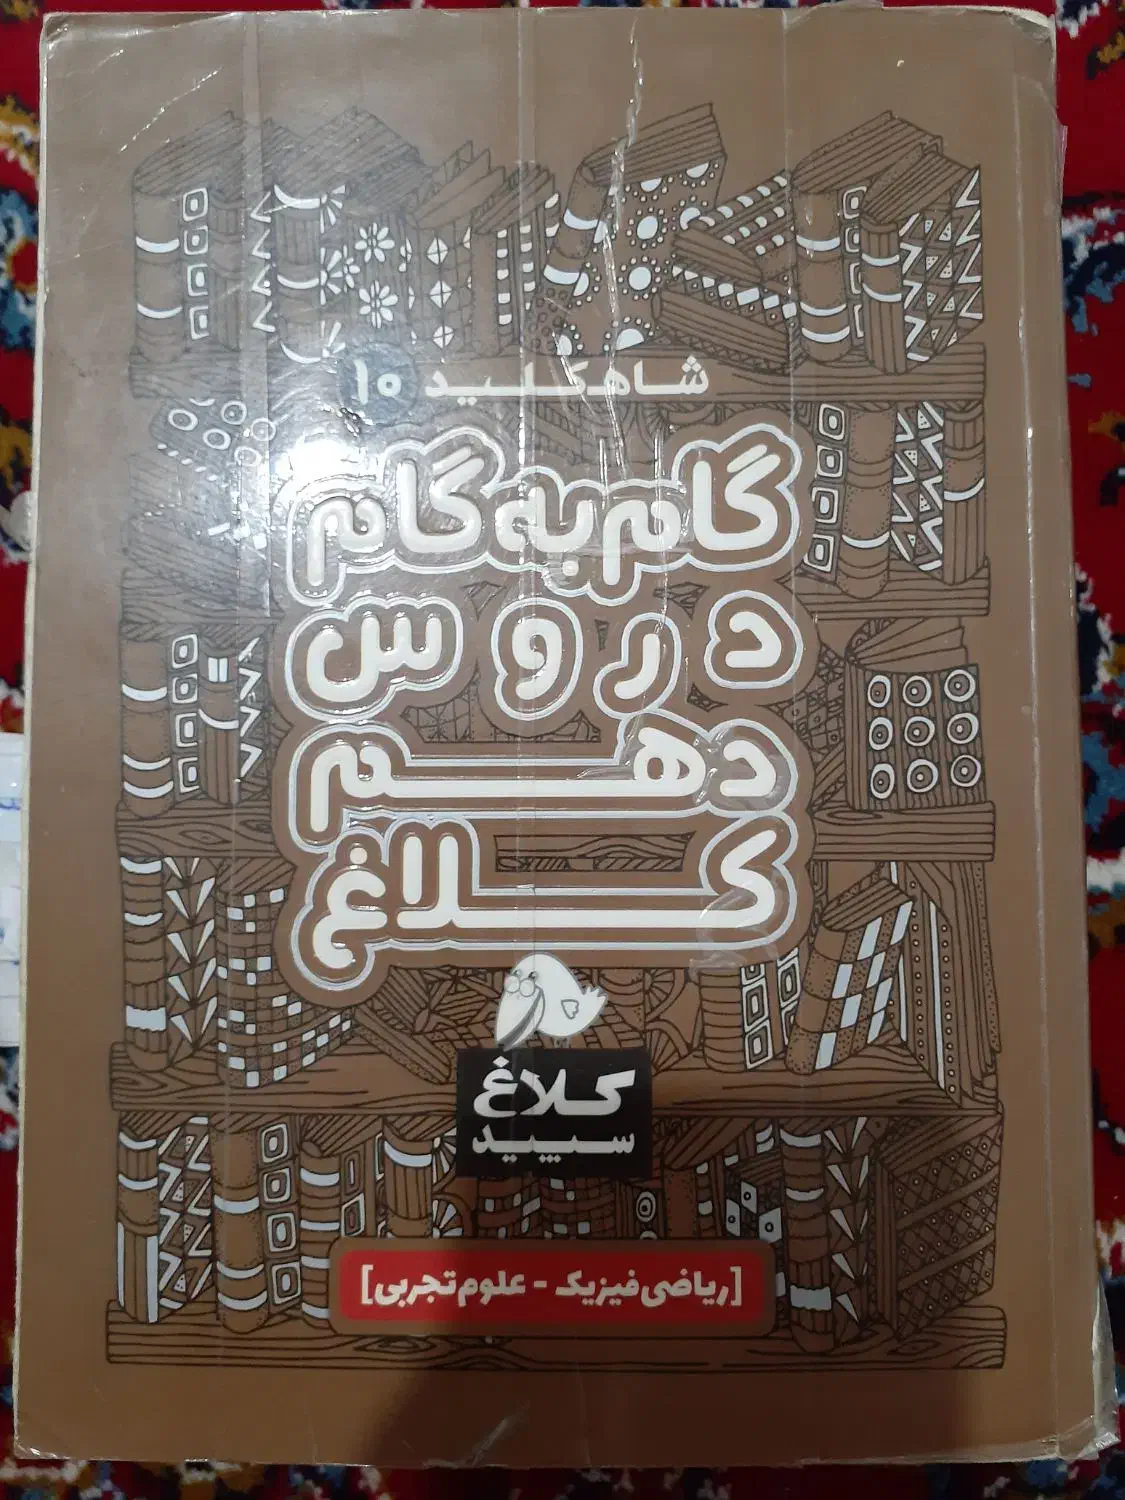 شاه‌کلید ۱۰
گام به گام
دروس
دهم
کلاغ
کلاغ
سپید
[ریاضی فیزیک - علوم تجربی]